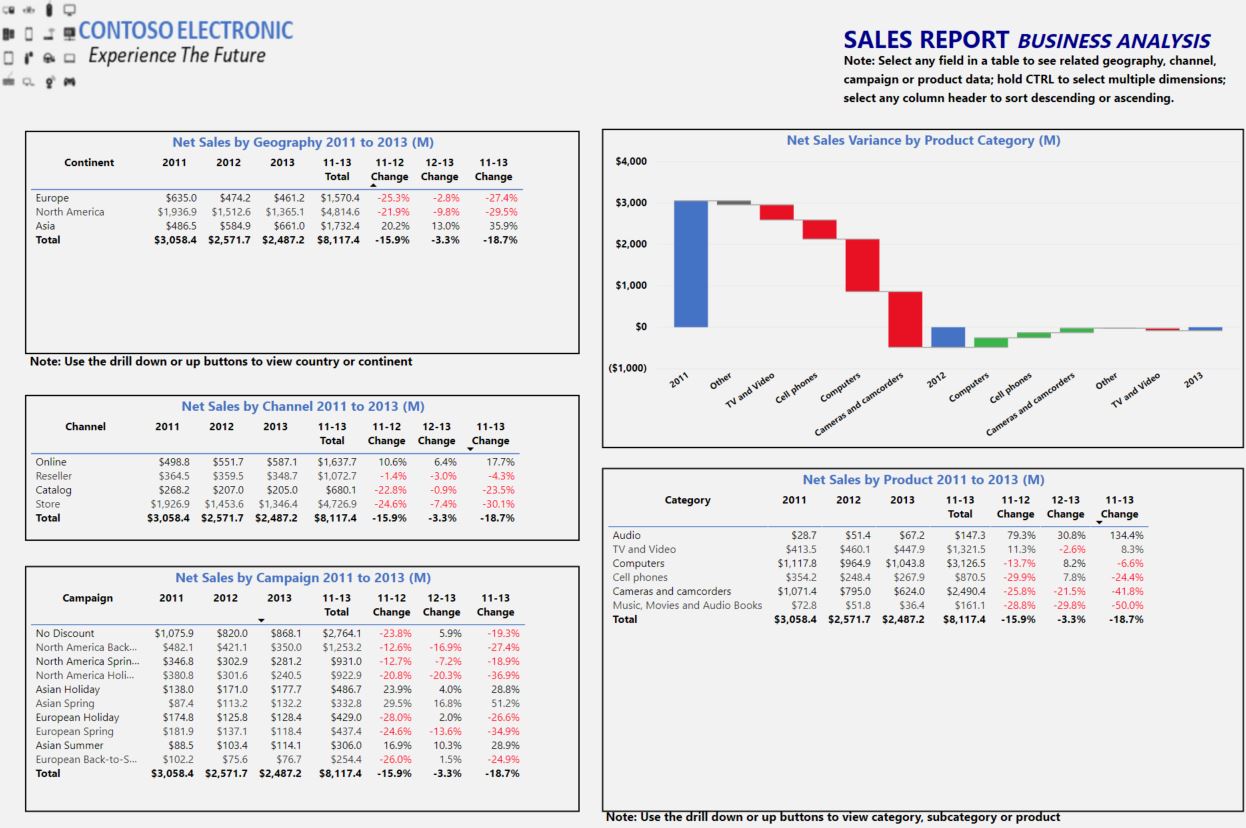 CONTOSO ELECTRONIC
Experience The Future
SALES REPORT BUSINESS ANALYSIS
Note: Select any field in a table to see related geography, channel,
campaign or product data; hold CTRL to select multiple dimensions;
select any column header to sort descending or ascending.
Net Sales by Geography 2011 to 2013 (M)
Continent 2011 2012 2013 11-13 Total 11-12 Change 12-13 Change 11-13 Change
Europe $635.0 $474.2 $461.2 $1,570.4 -25.3% -2.8% -27.4%
North America $1,936.9 $1,512.6 $1,365.1 $4,814.6 -21.9% -9.8% -29.5%
Asia $486.5 $584.9 $661.0 $1,732.4 20.2% 13.0% 35.9%
Total $3,058.4 $2,571.7 $2,487.2 $8,117.4 -15.9% -3.3% -18.7%
Note: Use the drill down or up buttons to view country or continent
Net Sales by Channel 2011 to 2013 (M)
Channel 2011 2012 2013 11-13 Total 11-12 Change 12-13 Change 11-13 Change
Online $498.8 $551.7 $587.1 $1,637.7 10.6% 6.4% 17.7%
Reseller $364.5 $359.5 $348.7 $1,072.7 -1.4% -3.0% -4.3%
Catalog $268.2 $207.0 $205.0 $680.1 -22.8% -0.9% -23.5%
Store $1,926.9 $1,453.6 $1,346.4 $4,726.9 -24.6% -7.4% -30.1%
Total $3,058.4 $2,571.7 $2,487.2 $8,117.4 -15.9% -3.3% -18.7%
Net Sales by Campaign 2011 to 2013 (M)
Campaign 2011 2012 2013 11-13 Total 11-12 Change 12-13 Change 11-13 Change
No Discount $1,075.9 $820.0 $868.1 $2,764.1 -23.8% 5.9% -19.3%
North America Back... $482.1 $421.1 $350.0 $1,253.2 -12.6% -16.9% -27.4%
North America Sprin... $346.8 $302.9 $281.2 $931.0 -12.7% -7.2% -18.9%
North America Holi... $380.8 $301.6 $240.5 $922.9 -20.8% -20.3% -36.9%
Asian Holiday $138.0 $171.0 $177.7 $486.7 23.9% 4.0% 28.8%
Asian Spring $87.4 $113.2 $132.2 $332.8 29.5% 16.8% 51.2%
European Holiday $174.8 $125.8 $128.4 $429.0 -28.0% 2.0% -26.6%
European Spring $181.9 $137.1 $118.4 $437.4 -24.6% -13.6% -34.9%
Asian Summer $88.5 $103.4 $114.1 $306.0 16.9% 10.3% 28.9%
European Back-to-S... $102.2 $75.6 $76.7 $254.4 -26.0% 1.5% -24.9%
Total $3,058.4 $2,571.7 $2,487.2 $8,117.4 -15.9% -3.3% -18.7%
Net Sales Variance by Product Category (M)
$4,000
$3,000
$2,000
$1,000
$0
($1,000)
2011 Other TV and Video Cell phones Computers Cameras and camcorders 2012 Computers Cell phones Cameras and camcorders Other TV and Video 2013
Net Sales by Product 2011 to 2013 (M)
Category 2011 2012 2013 11-13 Total 11-12 Change 12-13 Change 11-13 Change
Audio $28.7 $51.4 $67.2 $147.3 79.3% 30.8% 134.4%
TV and Video $413.5 $460.1 $447.9 $1,321.5 11.3% -2.6% 8.3%
Computers $1,117.8 $964.9 $1,043.8 $3,126.5 -13.7% 8.2% -6.6%
Cell phones $354.2 $248.4 $267.9 $870.5 -29.9% 7.8% -24.4%
Cameras and camcorders $1,071.4 $795.0 $624.0 $2,490.4 -25.8% -21.5% -41.8%
Music, Movies and Audio Books $72.8 $51.8 $36.4 $161.1 -28.8% -29.8% -50.0%
Total $3,058.4 $2,571.7 $2,487.2 $8,117.4 -15.9% -3.3% -18.7%
Note: Use the drill down or up buttons to view category, subcategory or product